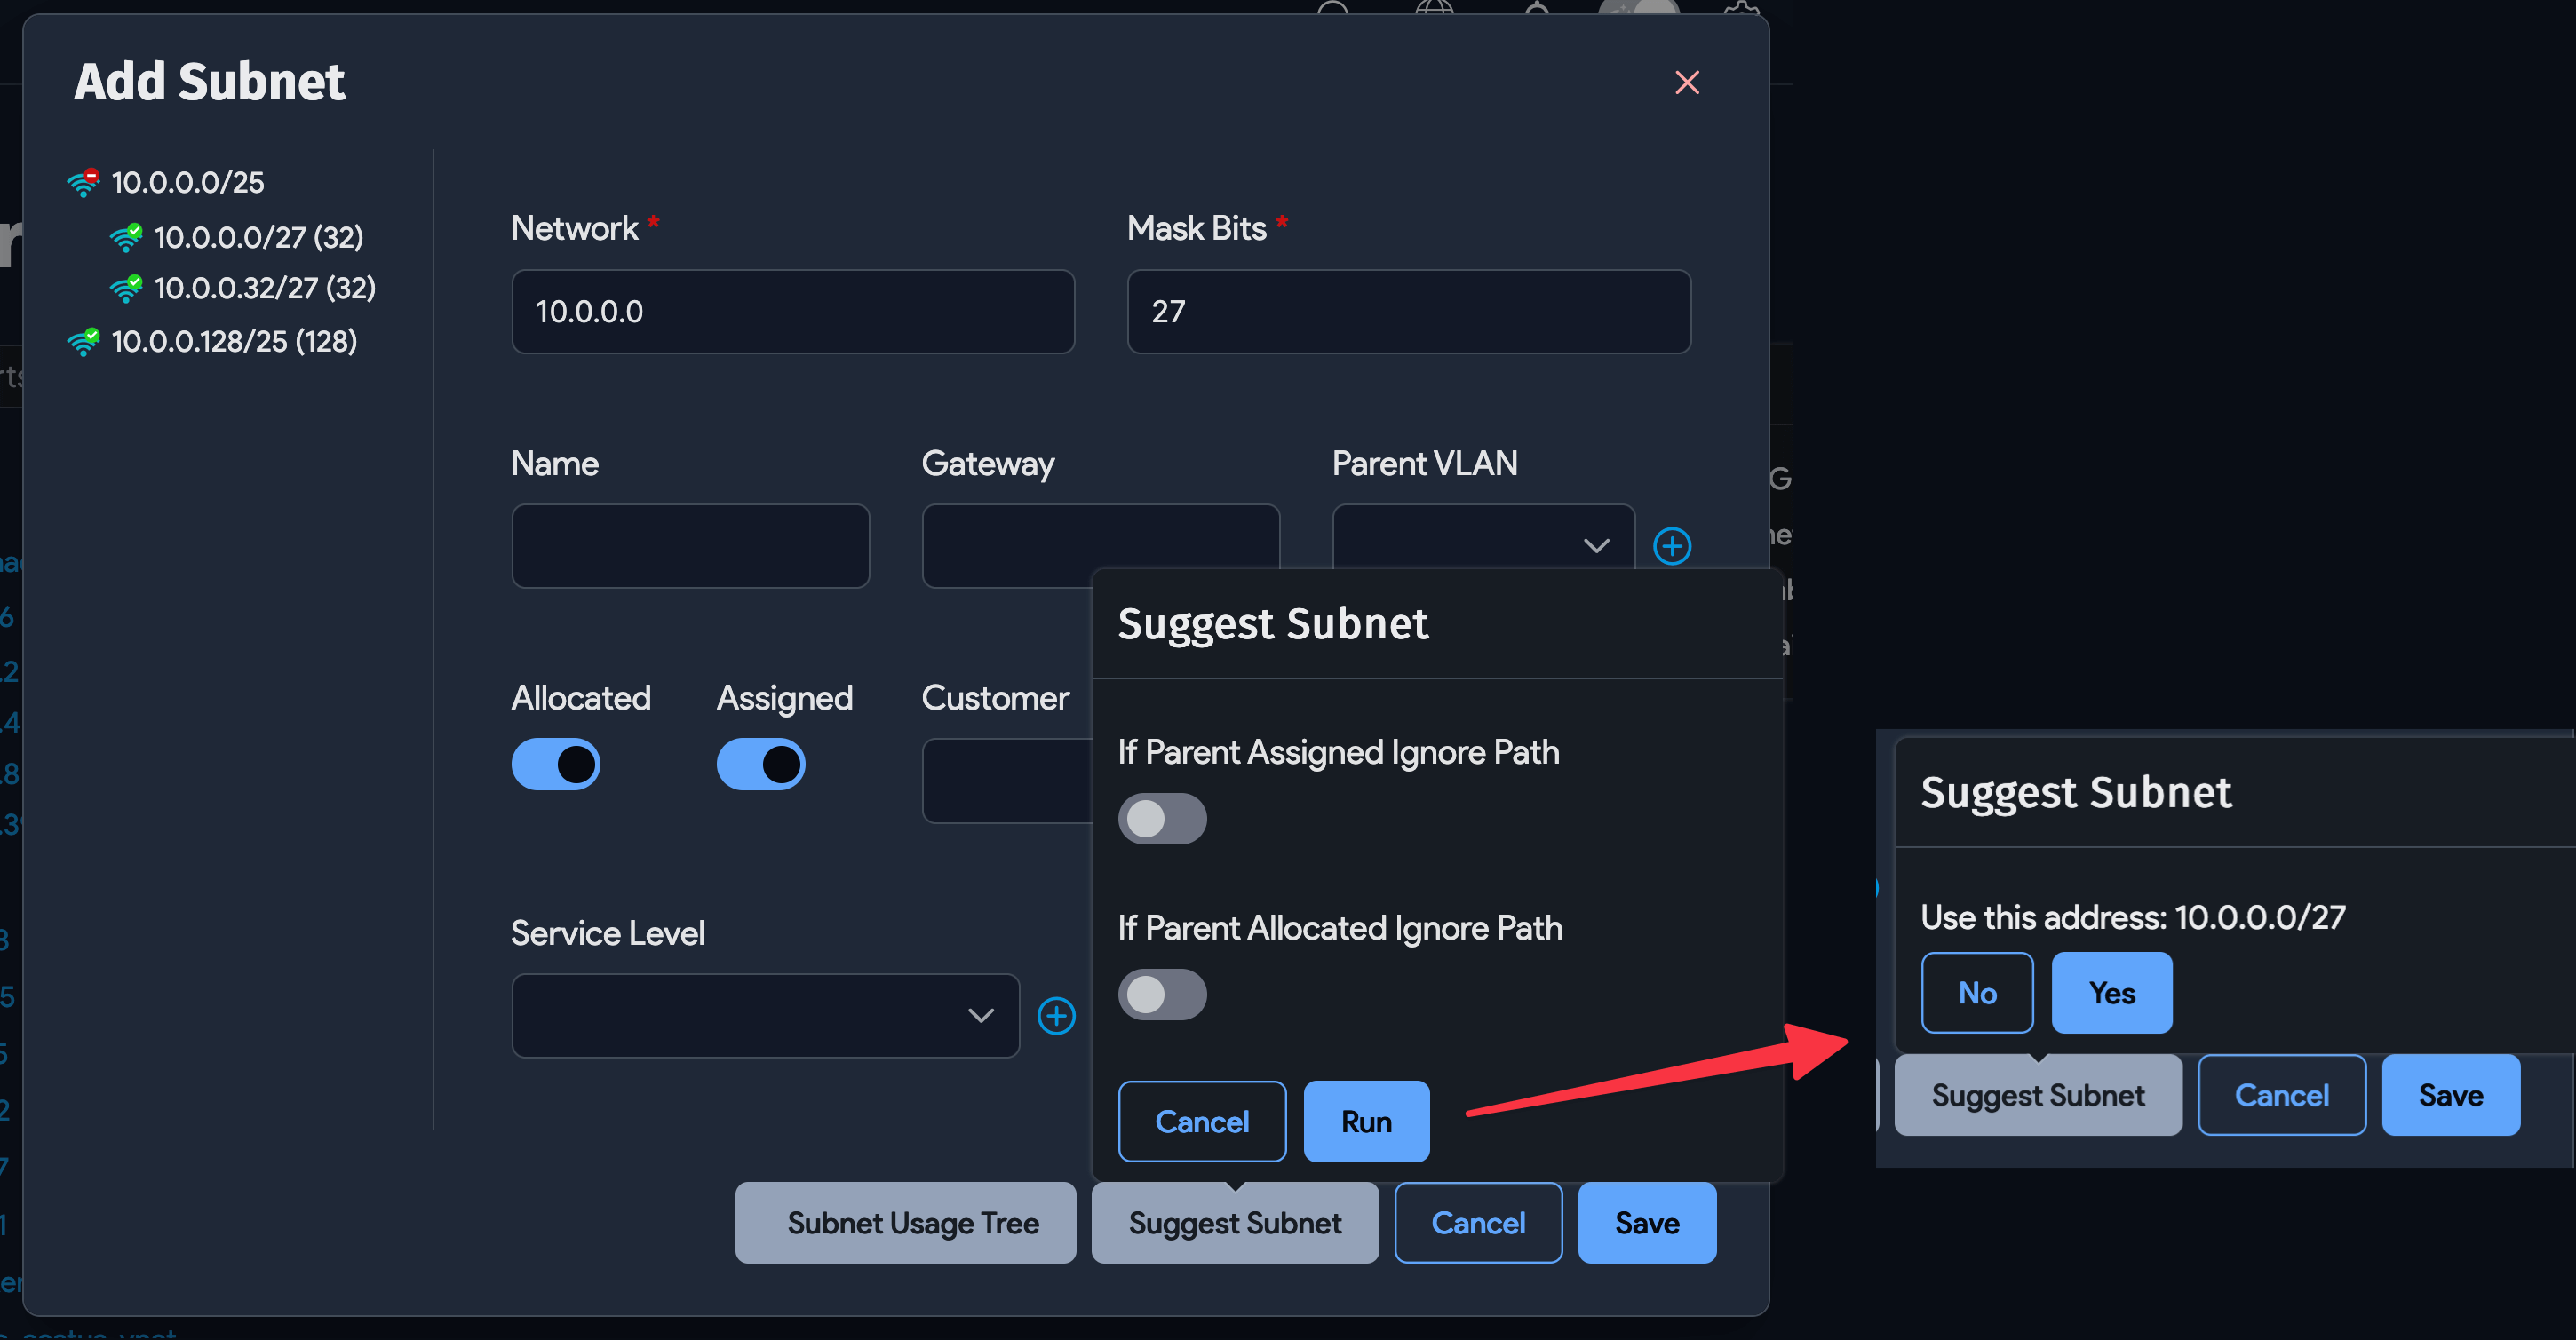 Add Subnet
10.0.0.0/25
10.0.0.0/27 (32)
10.0.0.32/27 (32)
10.0.0.128/25 (128)
Network *
Mask Bits *
10.0.0.0
27
Name
Gateway
Parent VLAN
Allocated
Assigned
Customer
Service Level
Suggest Subnet
If Parent Assigned Ignore Path
If Parent Allocated Ignore Path
Cancel
Run
Subnet Usage Tree
Suggest Subnet
Cancel
Save
Suggest Subnet
Use this address: 10.0.0.0/27
No
Yes
Suggest Subnet
Cancel
Save